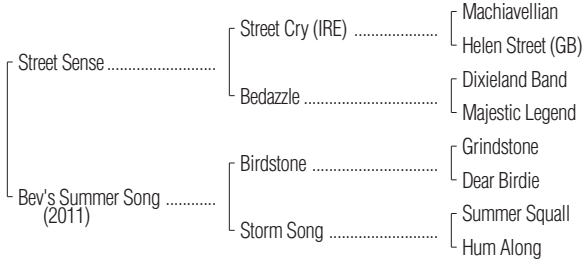 Machiavellian
Street Cry (IRE) ....................
Helen Street (GB)
Street Sense ..........................
Dixieland Band
Bedazzle ................................
Majestic Legend
Grindstone
Birdstone ..............................
Dear Birdie
Bev's Summer Song ............
(2011)
Summer Squall
Storm Song ..........................
Hum Along